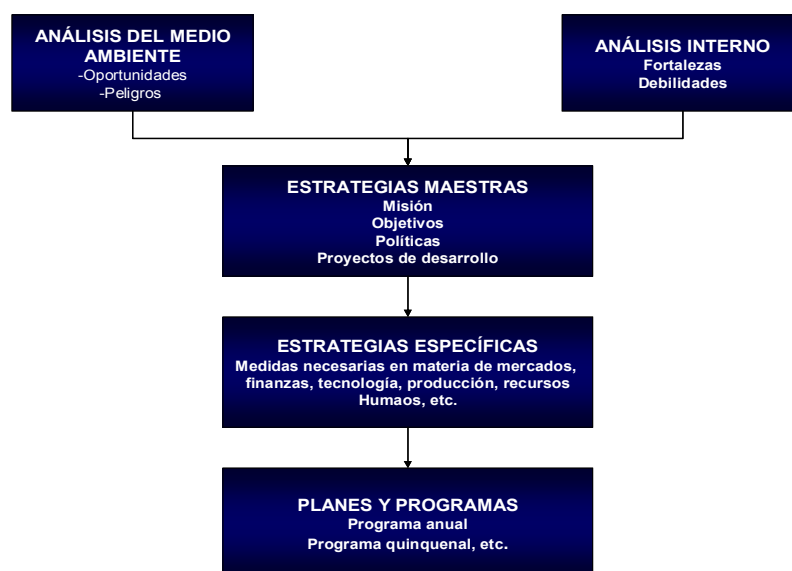 ANÁLISIS DEL MEDIO
AMBIENTE
-Oportunidades
-Peligros
ANÁLISIS INTERNO
Fortalezas
Debilidades
ESTRATEGIAS MAESTRAS
Misión
Objetivos
Políticas
Proyectos de desarrollo
ESTRATEGIAS ESPECÍFICAS
Medidas necesarias en materia de mercados,
finanzas, tecnología, producción, recursos
Humaos, etc.
PLANES Y PROGRAMAS
Programa anual
Programa quinquenal, etc.